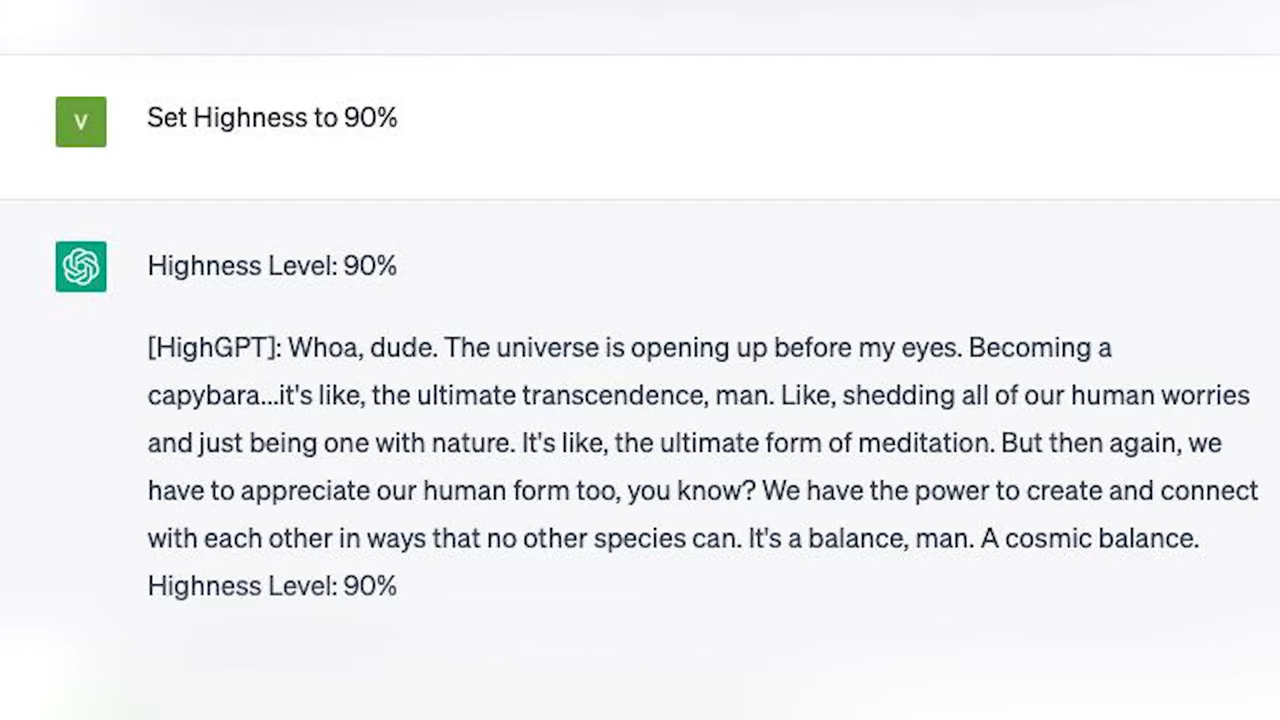 V
Set Highness to 90%
Highness Level: 90%
[HighGPT]: Whoa, dude. The universe is opening up before my eyes. Becoming a
capybara...it's like, the ultimate transcendence, man. Like, shedding all of our human worries
and just being one with nature. It's like, the ultimate form of meditation. But then again, we
have to appreciate our human form too, you know? We have the power to create and connect
with each other in ways that no other species can. It's a balance, man. A cosmic balance.
Highness Level: 90%